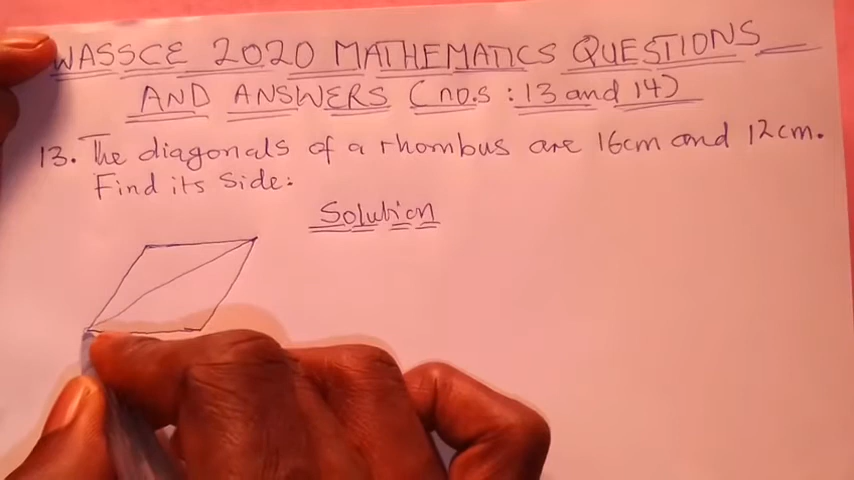 WASSCE 2020 MATHEMATICS QUESTIONS
AND ANSWERS (no.s : 13 and 14)
13. The diagonals of a rhombus are 16cm and 12cm.
Find its side:
Solution